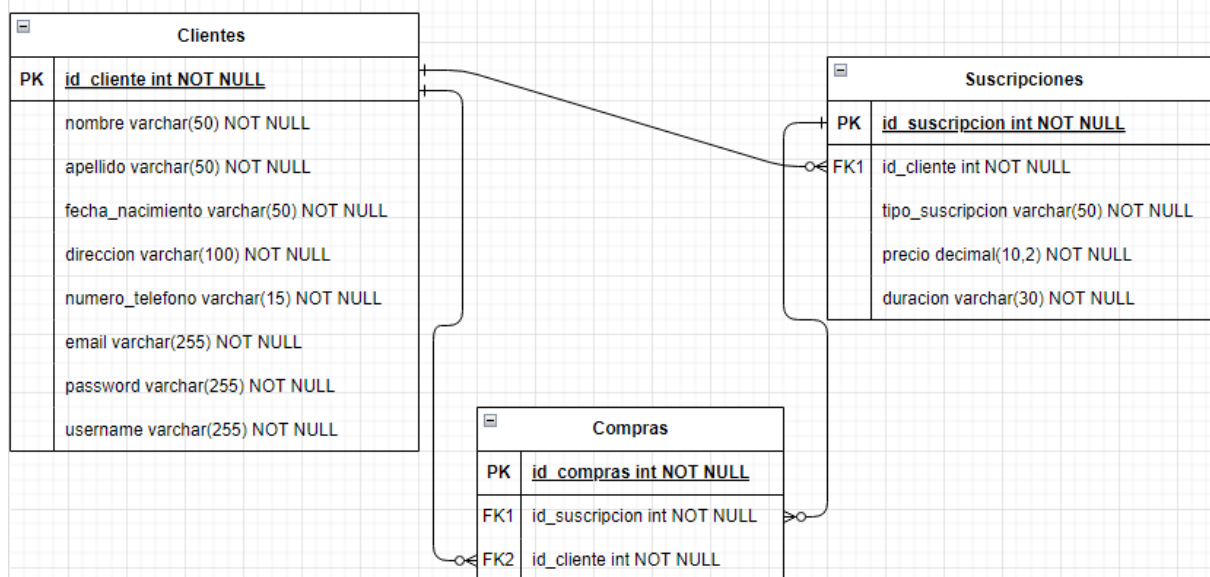 Clientes
PK id_cliente int NOT NULL
nombre varchar(50) NOT NULL
apellido varchar(50) NOT NULL
fecha_nacimiento varchar(50) NOT NULL
direccion varchar(100) NOT NULL
numero_telefono varchar(15) NOT NULL
email varchar(255) NOT NULL
password varchar(255) NOT NULL
username varchar(255) NOT NULL
Suscripciones
PK id_suscripcion int NOT NULL
FK1 id_cliente int NOT NULL
tipo_suscripcion varchar(50) NOT NULL
precio decimal(10,2) NOT NULL
duracion varchar(30) NOT NULL
Compras
PK id_compras int NOT NULL
FK1 id_suscripcion int NOT NULL
FK2 id_cliente int NOT NULL